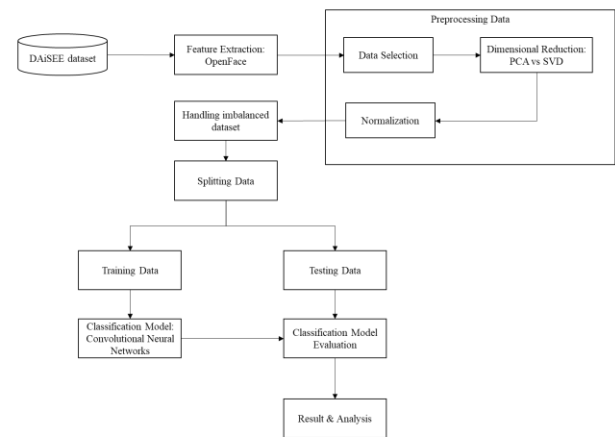 Preprocessing Data
DAiSEE dataset
Feature Extraction:
OpenFace
Data Selection
Dimensional Reduction:
PCA vs SVD
Handling imbalanced
dataset
Normalization
Splitting Data
Training Data
Testing Data
Classification Model:
Convolutional Neural
Networks
Classification Model
Evaluation
Result & Analysis